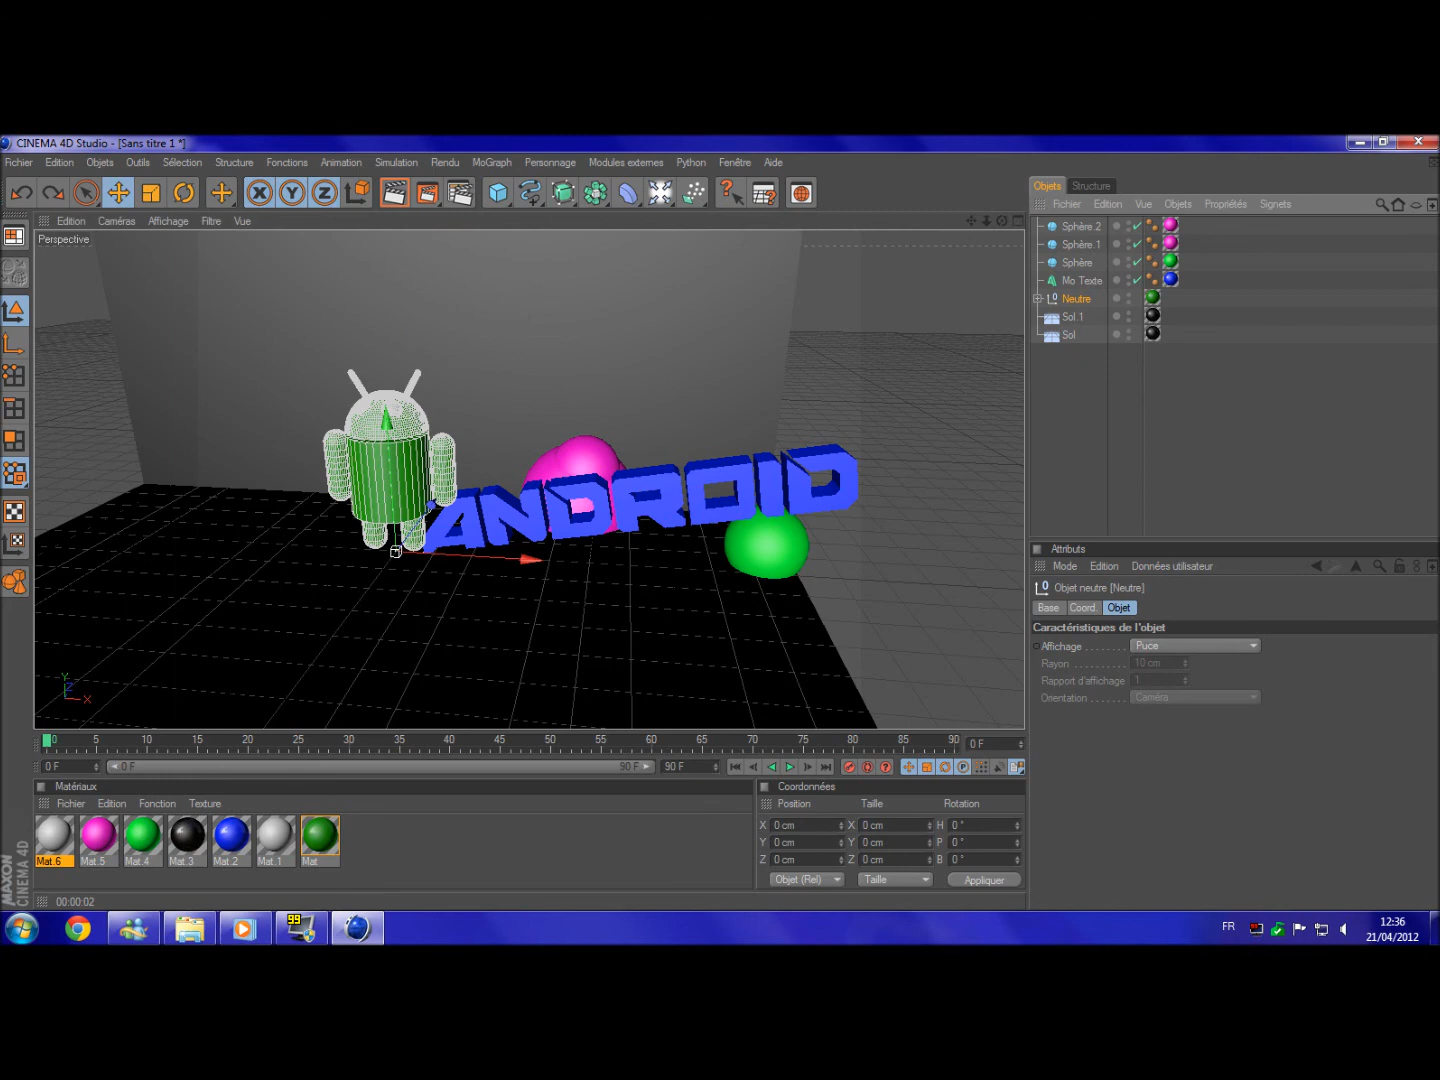 CINEMA 4D Studio - [Sans titre 1 *]
Fichier Edition Objets Outils Sélection Structure Fonctions Animation Simulation Rendu MoGraph Personnage Modules externes Python Fenêtre Aide
X Y Z
Objets Structure
Fichier Edition Vue Objets Propriétés Signets
Edition Caméras Affichage Filtre Vue
Perspective
Sphère.2
Sphère.1
Sphère
Mo Texte
Neutre
Sol.1
Sol
ANDROID
Y
Z
X
Attributs
Mode Edition Données utilisateur
Objet neutre [Neutre]
Base Coord. Objet
Caractéristiques de l'objet
Affichage . . . . . . . Puce
Rayon . . . . . . . . . . 10 cm
Rapport d'affichage 1
Orientation . . . . . . Caméra
0 5 10 15 20 25 30 35 40 45 50 55 60 65 70 75 80 85 90 0 F
0 F 0 F 90 F 90 F
Matériaux
Fichier Edition Fonction Texture
Mat.6 Mat.5 Mat.4 Mat.3 Mat.2 Mat.1 Mat
Coordonnées
Position Taille Rotation
X 0 cm X 0 cm H 0 °
Y 0 cm Y 0 cm P 0 °
Z 0 cm Z 0 cm B 0 °
Objet (Rel) Taille Appliquer
MAXON
CINEMA 4D
00:00:02
99
FR
12:36
21/04/2012